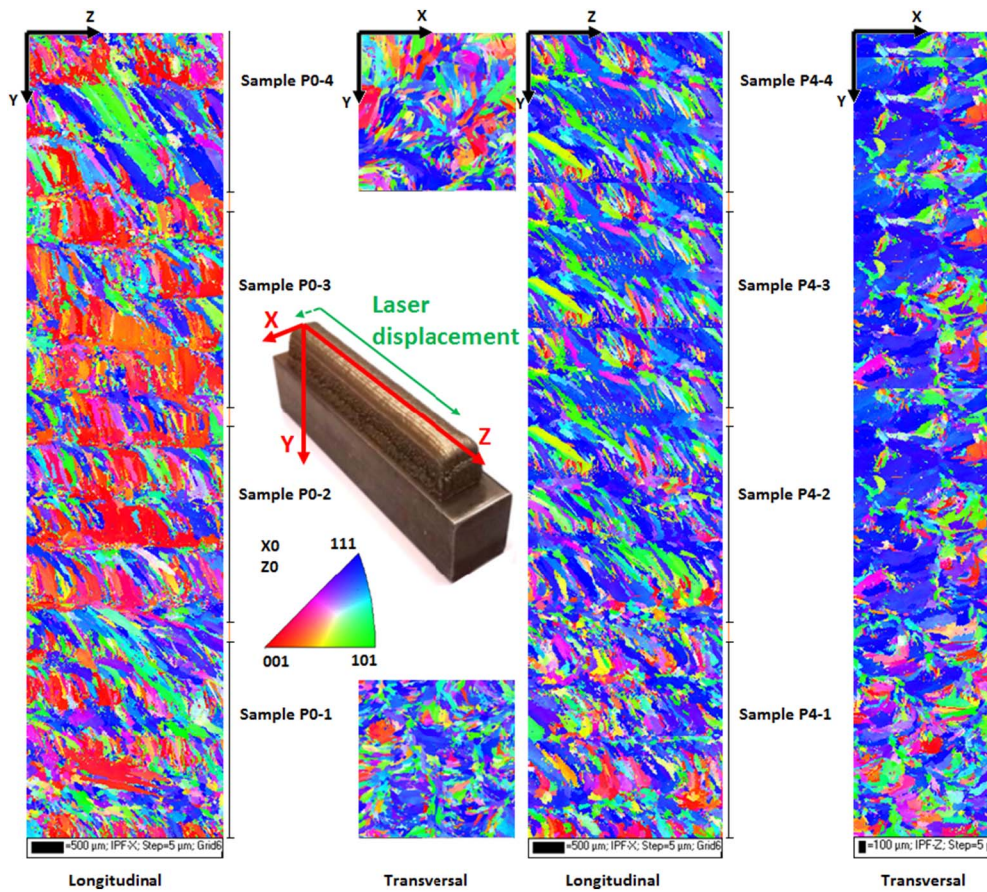 Z
Y
Sample P0-4
X
Y
Z
Y
Sample P4-4
X
Y
Sample P0-3
Sample P4-3
Laser
displacement
X
Y
Z
Sample P0-2
Sample P4-2
X0
Z0
111
001
101
Sample P0-1
Sample P4-1
=500 µm; IPF-X; Step=5 µm; Grid6
=500 µm; IPF-X; Step=5 µm; Grid6
=100 µm; IPF-Z; Step=5 µ
Longitudinal
Transversal
Longitudinal
Transversal